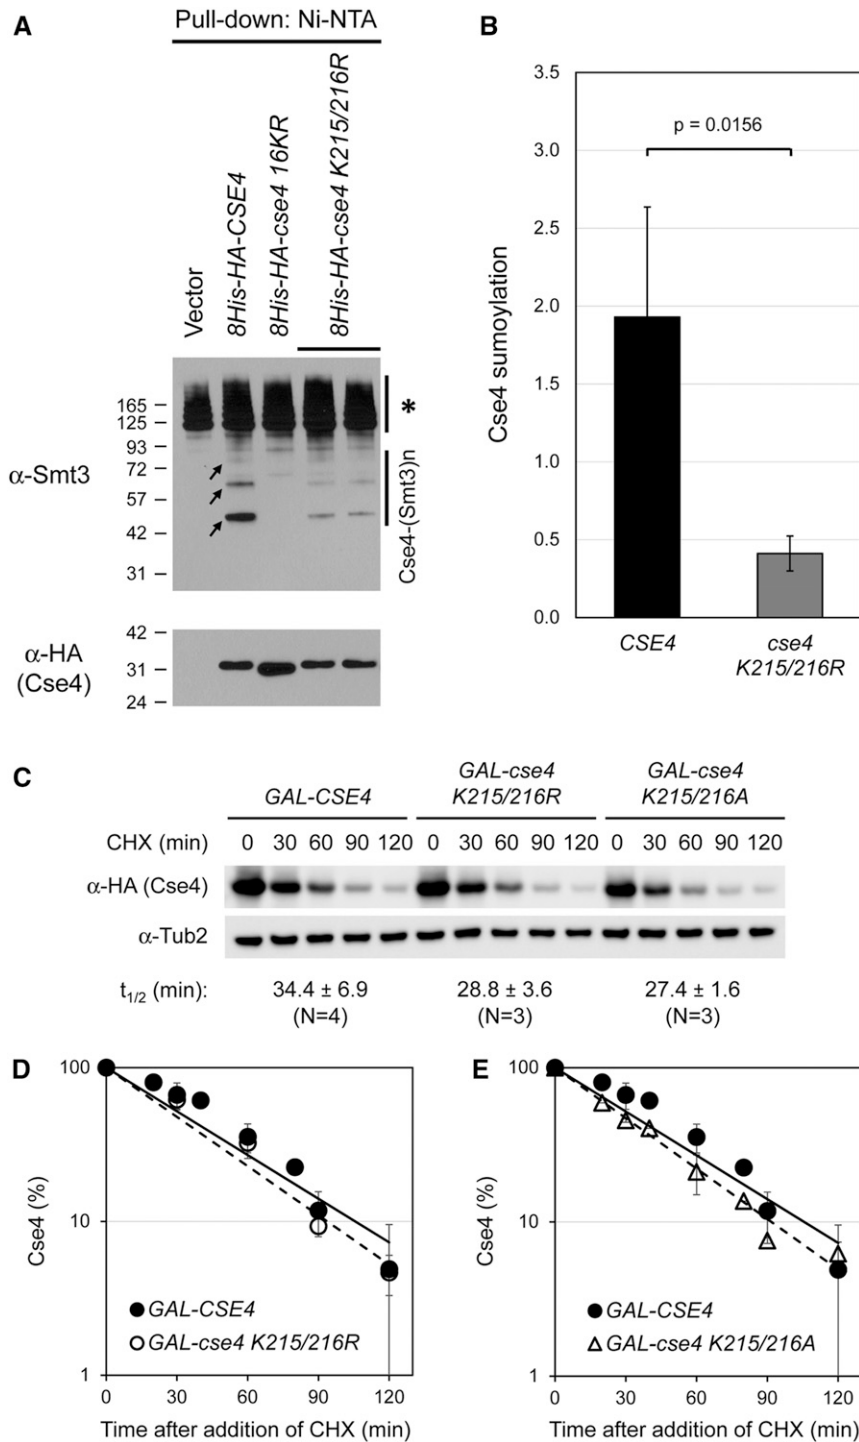 A
Pull-down: Ni-NTA
Vector
8His-HA-CSE4
8His-HA-cse4 16KR
8His-HA-cse4 K215/216R
165
125
93
72
57
42
31
α-Smt3
*
Cse4-(Smt3)n
42
31
24
α-HA
(Cse4)
B
3.5
3.0
2.5
2.0
1.5
1.0
0.5
0.0
Cse4 sumoylation
p = 0.0156
CSE4
cse4
K215/216R
C
GAL-CSE4
GAL-cse4
K215/216R
GAL-cse4
K215/216A
CHX (min) 0 30 60 90 120 0 30 60 90 120 0 30 60 90 120
α-HA (Cse4)
α-Tub2
t1/2 (min): 34.4 ± 6.9 28.8 ± 3.6 27.4 ± 1.6
(N=4) (N=3) (N=3)
D
100
10
1
Cse4 (%)
GAL-CSE4
GAL-cse4 K215/216R
0 30 60 90 120
Time after addition of CHX (min)
E
100
10
1
Cse4 (%)
GAL-CSE4
GAL-cse4 K215/216A
0 30 60 90 120
Time after addition of CHX (min)